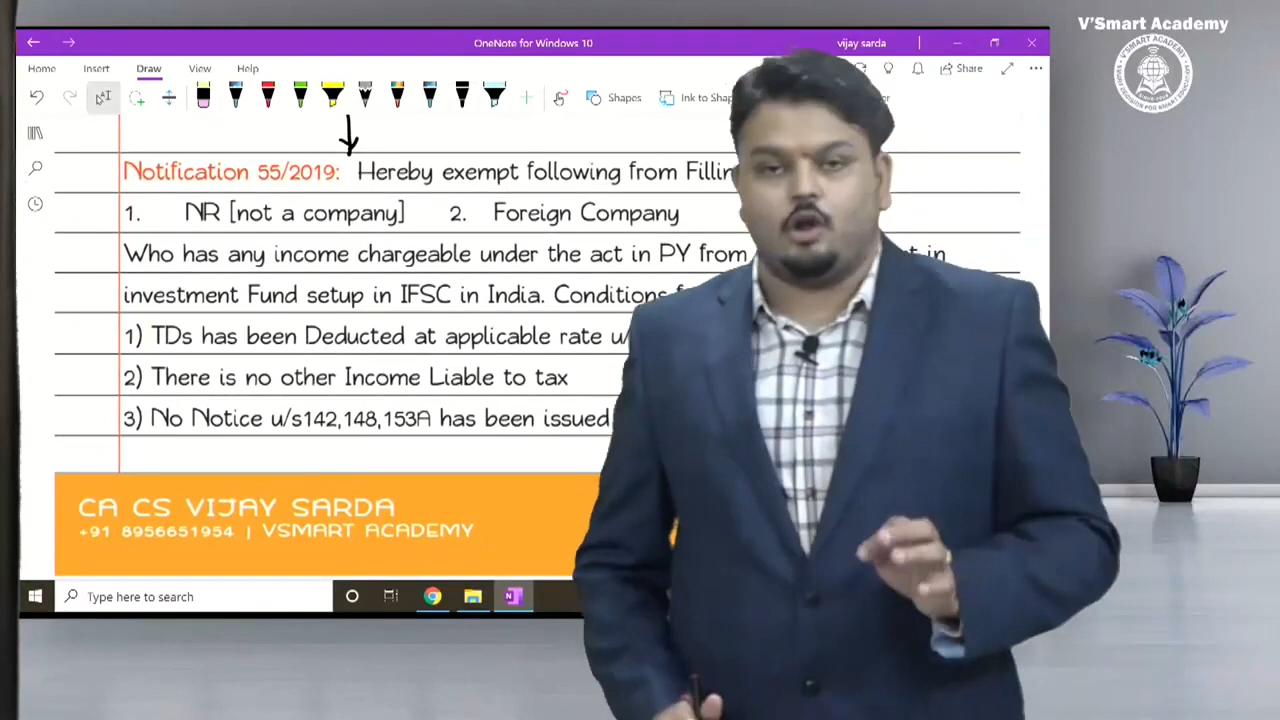 V'Smart Academy
OneNote for Windows 10
vijay sarda
Home Insert Draw View Help
Share
Shapes
Ink to Shap
Notification 55/2019: Hereby exempt following from Fillin
1. NR [not a company] 2. Foreign Company
Who has any income chargeable under the act in PY from t in
investment Fund setup in IFSC in India. Conditions
1) TDs has been Deducted at applicable rate u/
2) There is no other Income Liable to tax
3) No Notice u/s142,148,153A has been issued
CA CS VIJAY SARDA
+91 8956651954 | VSMART ACADEMY
Type here to search